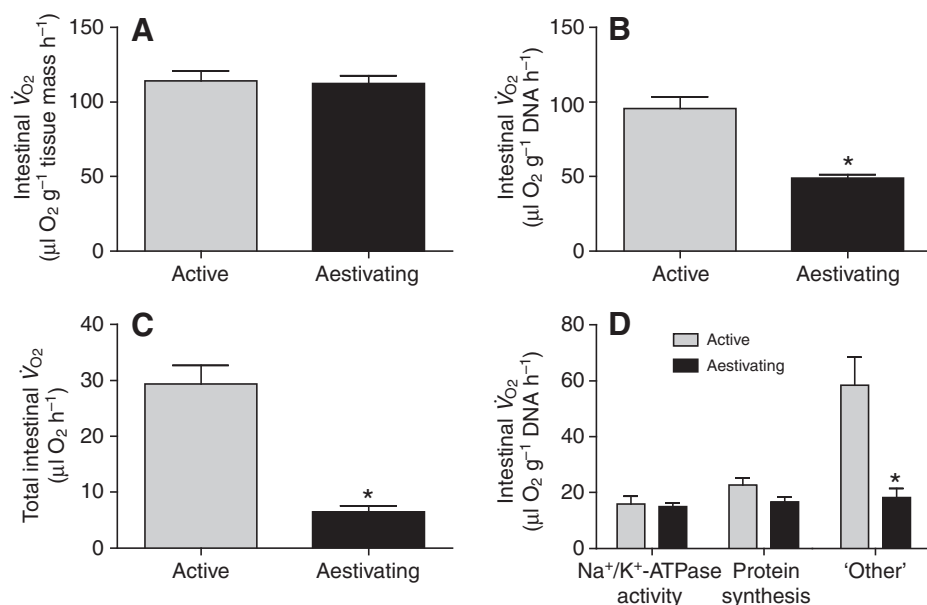 A
Intestinal V̇O₂
(µl O₂ g⁻¹ tissue mass h⁻¹)
150
100
50
0
Active
Aestivating
B
Intestinal V̇O₂
(µl O₂ g⁻¹ DNA h⁻¹)
150
100
50
0
*
Active
Aestivating
C
Total intestinal V̇O₂
(µl O₂ h⁻¹)
40
30
20
10
0
*
Active
Aestivating
D
Intestinal V̇O₂
(µl O₂ g⁻¹ DNA h⁻¹)
80
60
40
20
0
Active
Aestivating
*
Na⁺/K⁺-ATPase
activity
Protein
synthesis
‘Other’